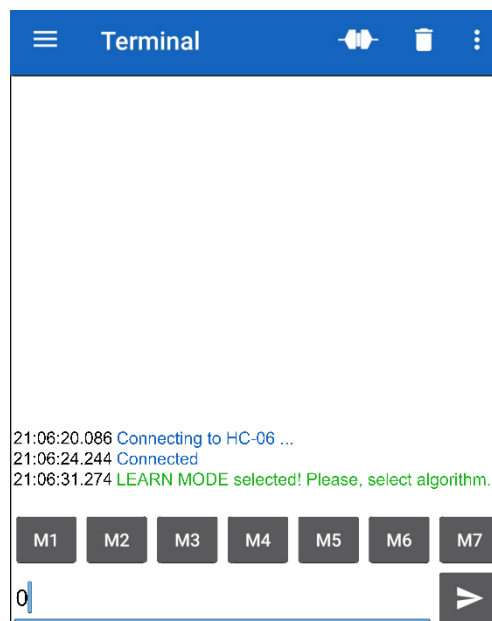 Terminal
21:06:20.086 Connecting to HC-06 ...
21:06:24.244 Connected
21:06:31.274 LEARN MODE selected! Please, select algorithm.
M1 M2 M3 M4 M5 M6 M7
0